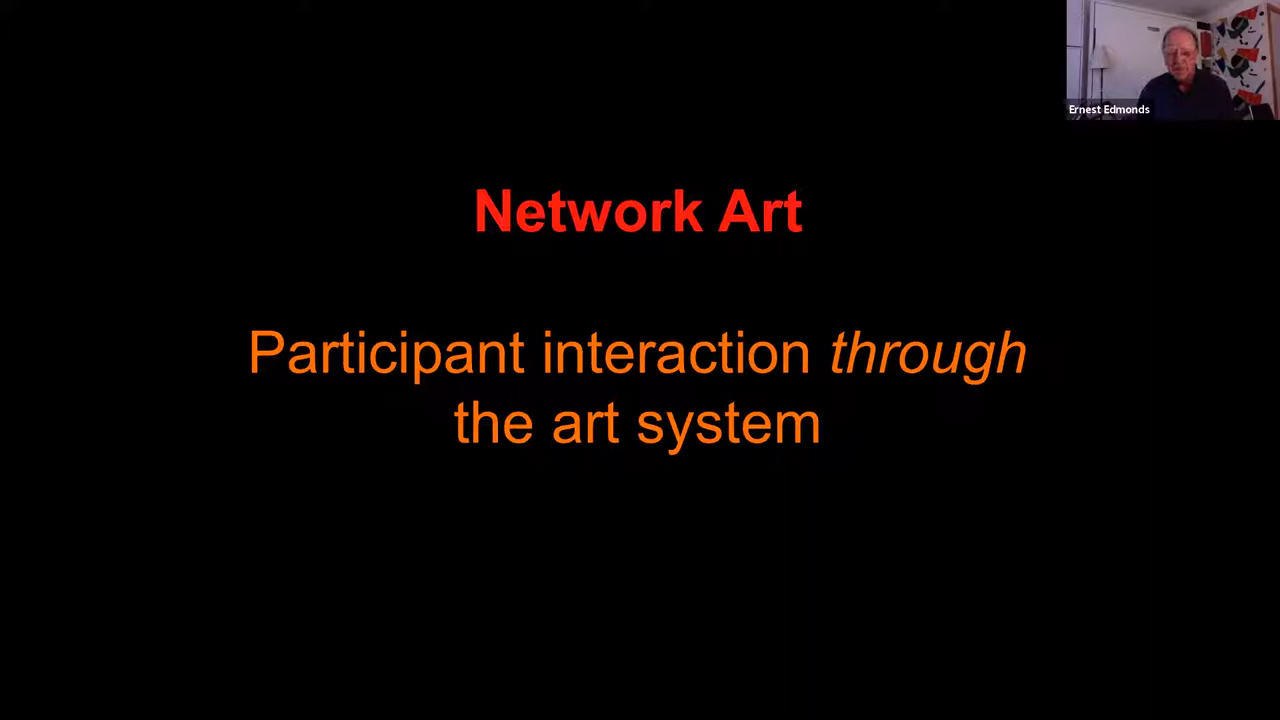 Ernest Edmonds
Network Art
Participant interaction through
the art system